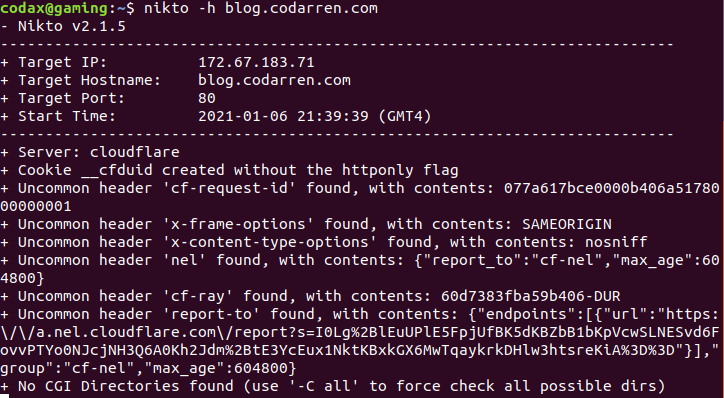 codax@gaming:~$ nikto -h blog.codarren.com
- Nikto v2.1.5
---------------------------------------------------------------------------
+ Target IP:          172.67.183.71
+ Target Hostname:    blog.codarren.com
+ Target Port:        80
+ Start Time:         2021-01-06 21:39:39 (GMT4)
---------------------------------------------------------------------------
+ Server: cloudflare
+ Cookie __cfduid created without the httponly flag
+ Uncommon header 'cf-request-id' found, with contents: 077a617bce0000b406a5178
00000001
+ Uncommon header 'x-frame-options' found, with contents: SAMEORIGIN
+ Uncommon header 'x-content-type-options' found, with contents: nosniff
+ Uncommon header 'nel' found, with contents: {"report_to":"cf-nel","max_age":60
4800}
+ Uncommon header 'cf-ray' found, with contents: 60d7383fba59b406-DUR
+ Uncommon header 'report-to' found, with contents: {"endpoints":[{"url":"https:
\/\/a.nel.cloudflare.com\/report?s=I0Lg%2BlEuUPlE5FpjUfBK5dKBZbB1bKpVcwSLNESvd6F
ovvPTYo0NJcjNH3Q6A0Kh2Jdm%2BtE3YcEux1NktKBxkGX6MwTqaykrkDHlw3htsreKiA%3D%3D"}],"
group":"cf-nel","max_age":604800}
+ No CGI Directories found (use '-C all' to force check all possible dirs)